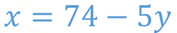 x = 74 − 5y